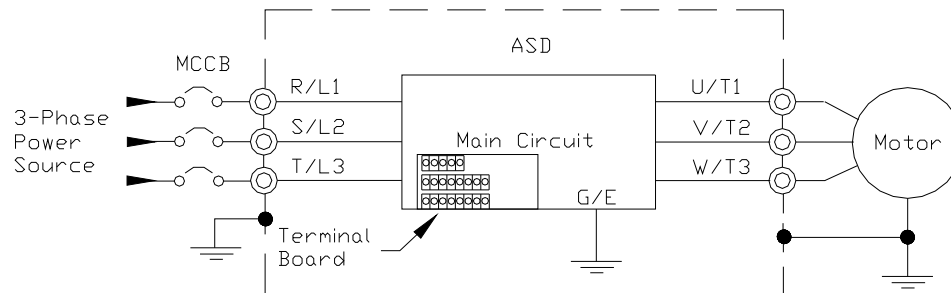 ASD
MCCB
R/L1
U/T1
3-Phase
Power
Source
S/L2
V/T2
Main Circuit
Motor
T/L3
W/T3
G/E
Terminal
Board